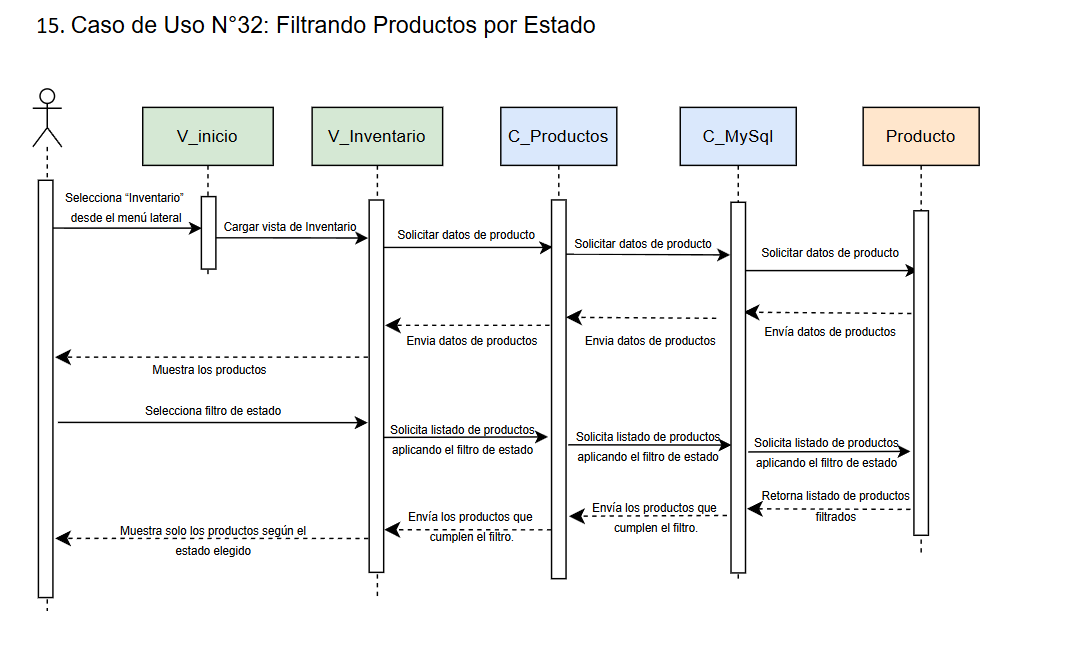 15. Caso de Uso N°32: Filtrando Productos por Estado
V_inicio
V_Inventario
C_Productos
C_MySql
Producto
Selecciona “Inventario”
desde el menú lateral
Cargar vista de Inventario
Solicitar datos de producto
Solicitar datos de producto
Solicitar datos de producto
Envía datos de productos
Envia datos de productos
Envia datos de productos
Muestra los productos
Selecciona filtro de estado
Solicita listado de productos
aplicando el filtro de estado
Solicita listado de productos
aplicando el filtro de estado
Solicita listado de productos
aplicando el filtro de estado
Retorna listado de productos
filtrados
Envía los productos que
cumplen el filtro.
Envía los productos que
cumplen el filtro.
Muestra solo los productos según el
estado elegido